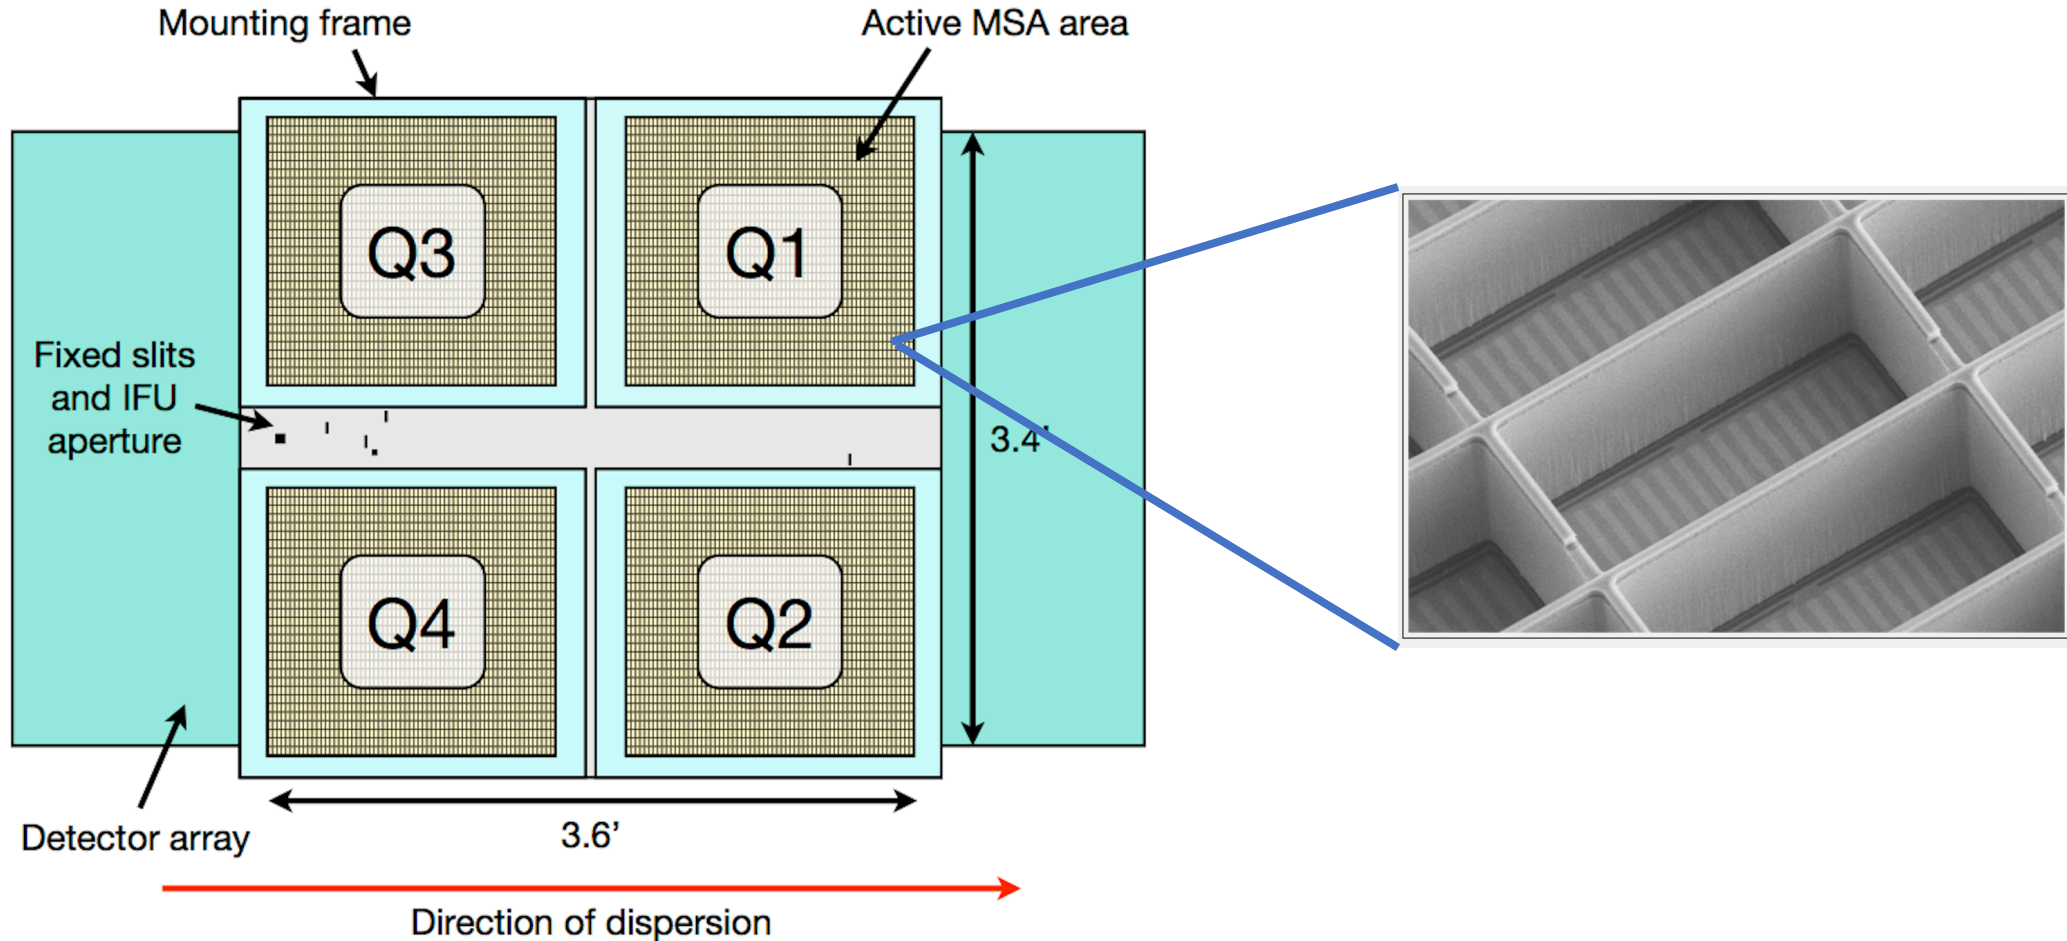 Mounting frame
Active MSA area
Q3
Q1
Fixed slits
and IFU
aperture
3.4'
Q4
Q2
Detector array
3.6’
Direction of dispersion